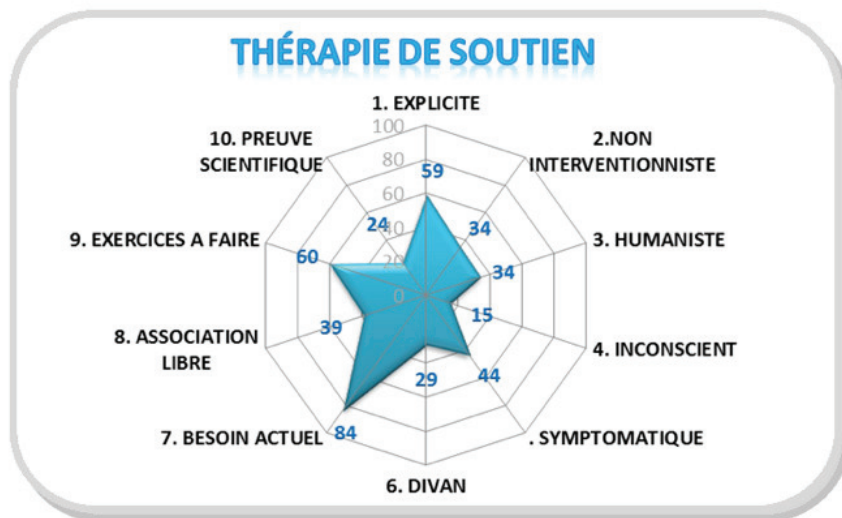 THÉRAPIE DE SOUTIEN
1. EXPLICITE
10. PREUVE
SCIENTIFIQUE
2.NON
INTERVENTIONNISTE
100
80
59
60
24
34
40
9. EXERCICES A FAIRE
60
20
34
3. HUMANISTE
0
39
15
8. ASSOCIATION
LIBRE
4. INCONSCIENT
29
44
7. BESOIN ACTUEL
84
. SYMPTOMATIQUE
6. DIVAN